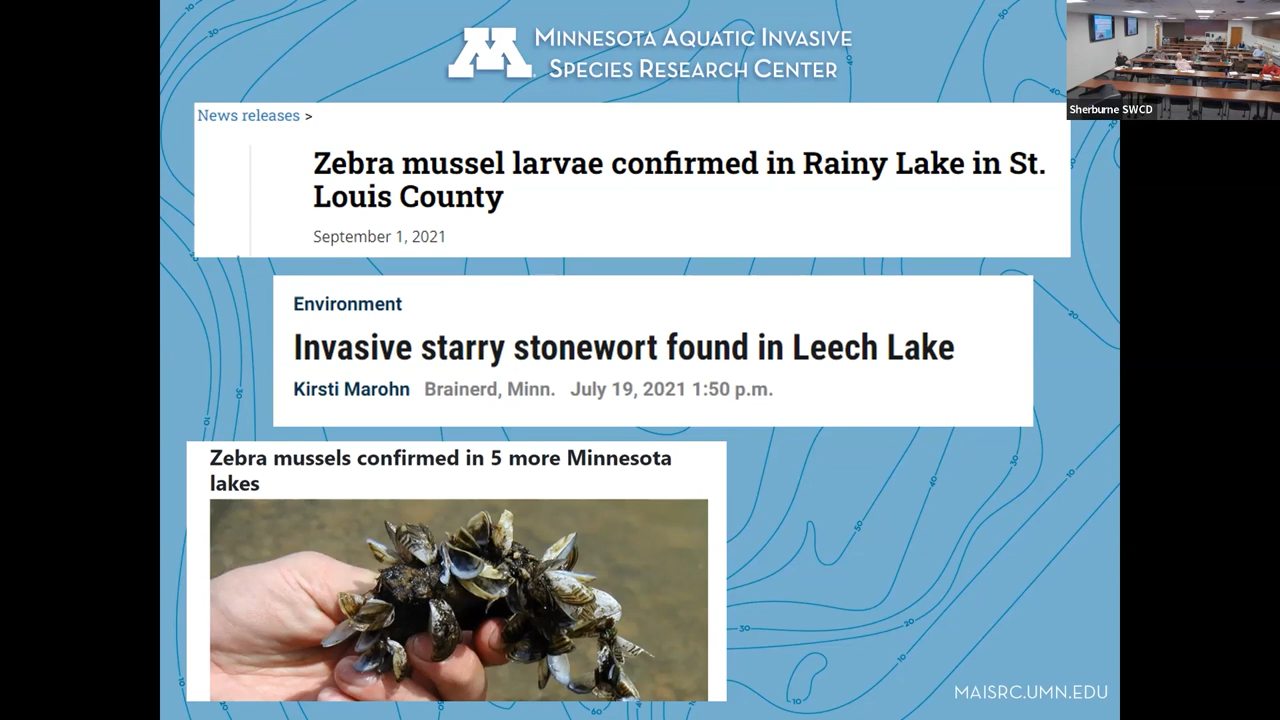 MINNESOTA AQUATIC INVASIVE
SPECIES RESEARCH CENTER
Sherburne SWCD
News releases >
Zebra mussel larvae confirmed in Rainy Lake in St.
Louis County
September 1, 2021
Environment
Invasive starry stonewort found in Leech Lake
Kirsti Marohn Brainerd, Minn. July 19, 2021 1:50 p.m.
Zebra mussels confirmed in 5 more Minnesota
lakes
MAISRC.UMN.EDU